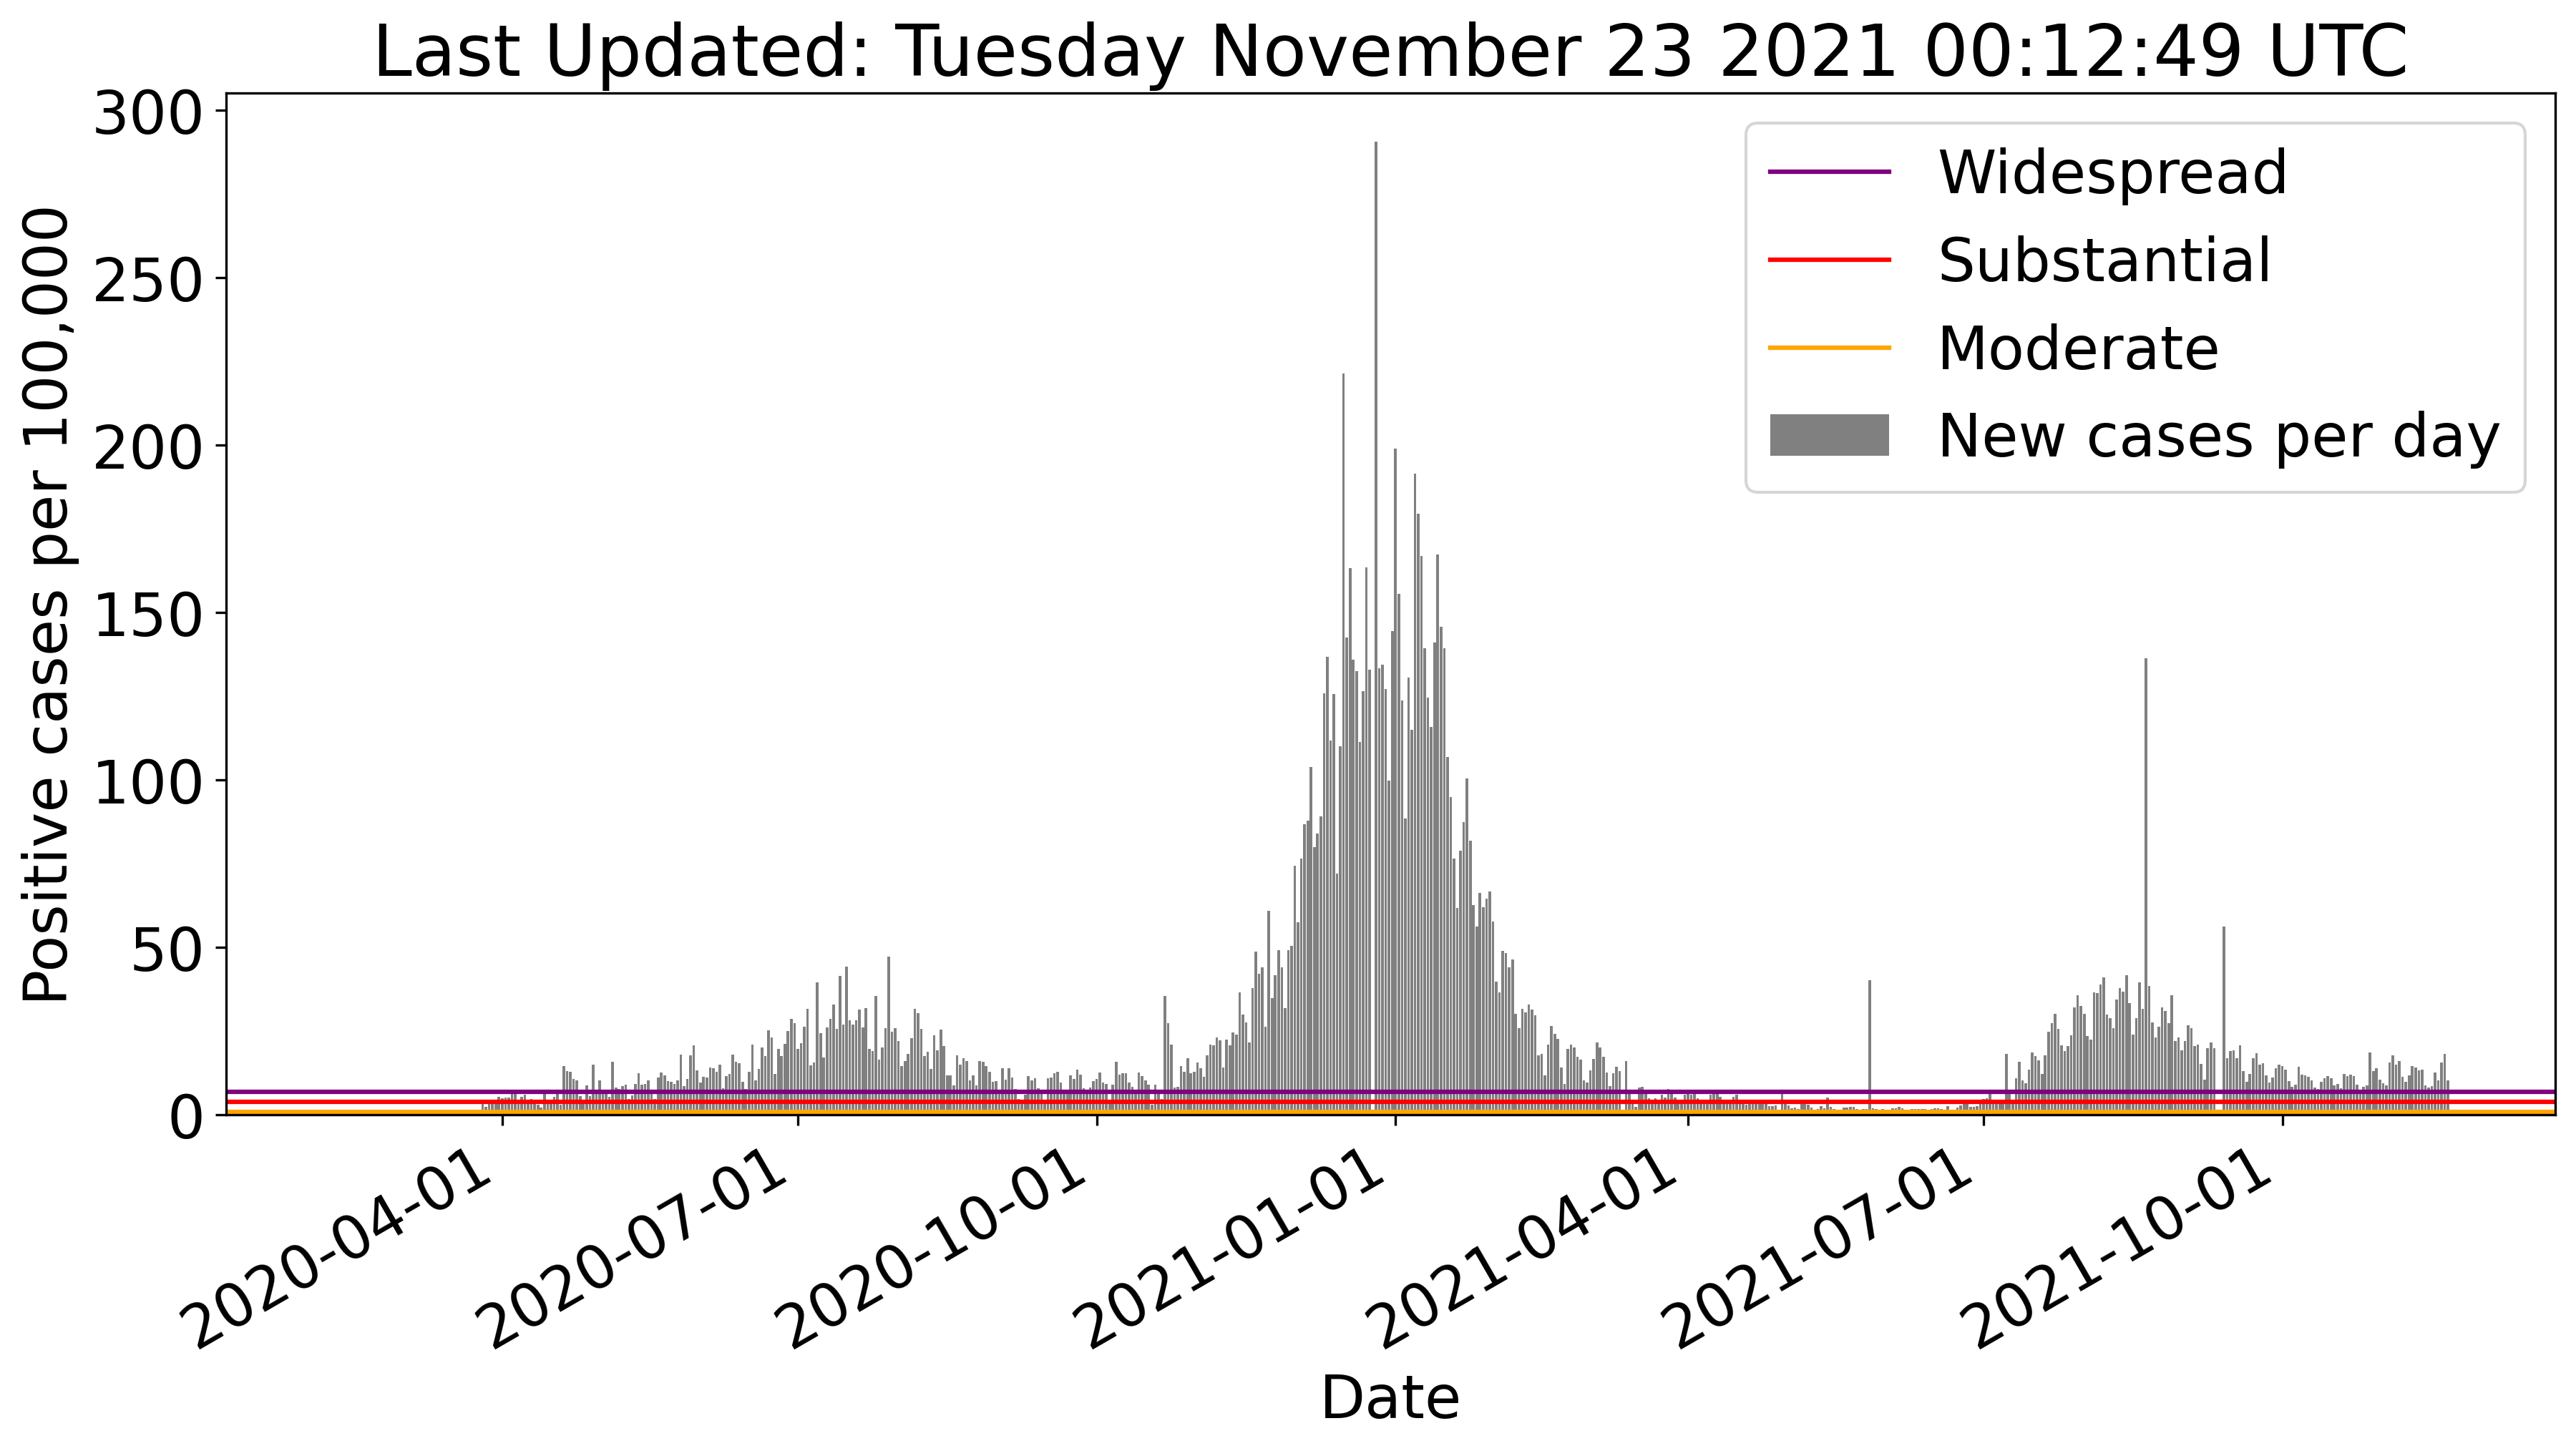 Last Updated: Tuesday November 23 2021 00:12:49 UTC
Positive cases per 100,000
300
250
200
150
100
50
0
Widespread
Substantial
Moderate
New cases per day
2020-04-01
2020-07-01
2020-10-01
2021-01-01
2021-04-01
2021-07-01
2021-10-01
Date